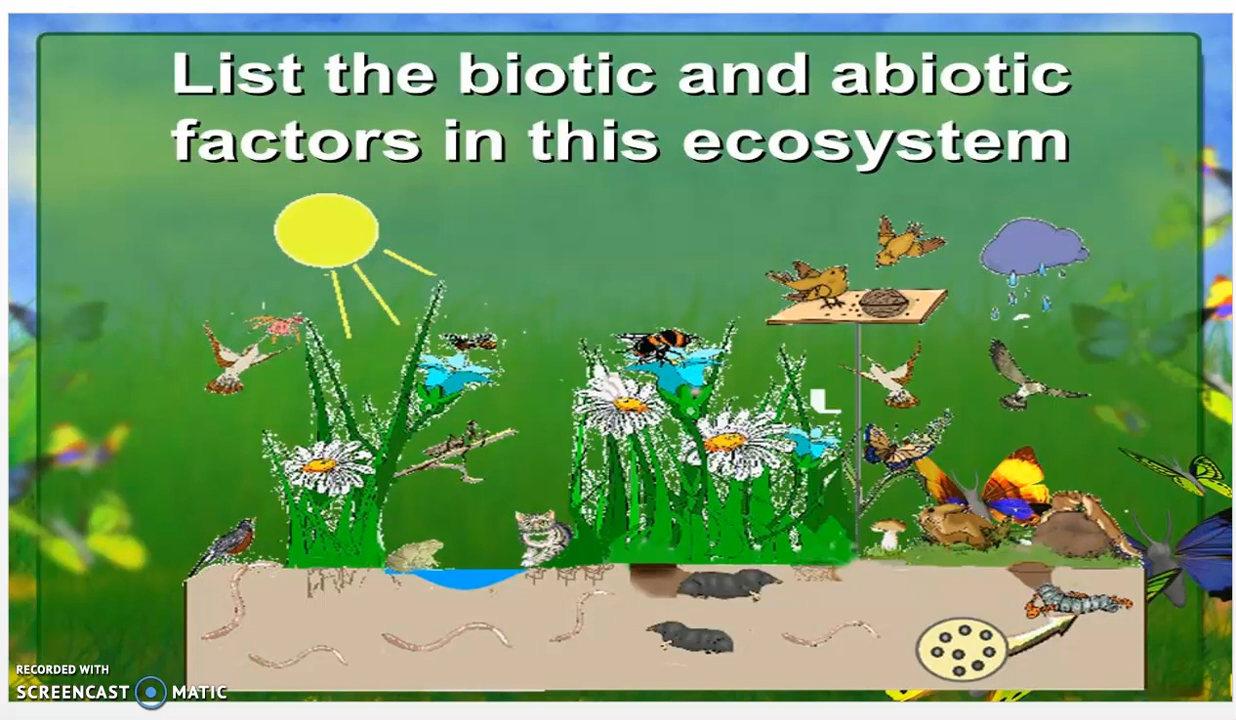 List the biotic and abiotic
factors in this ecosystem
RECORDED WITH
SCREENCAST MATIC